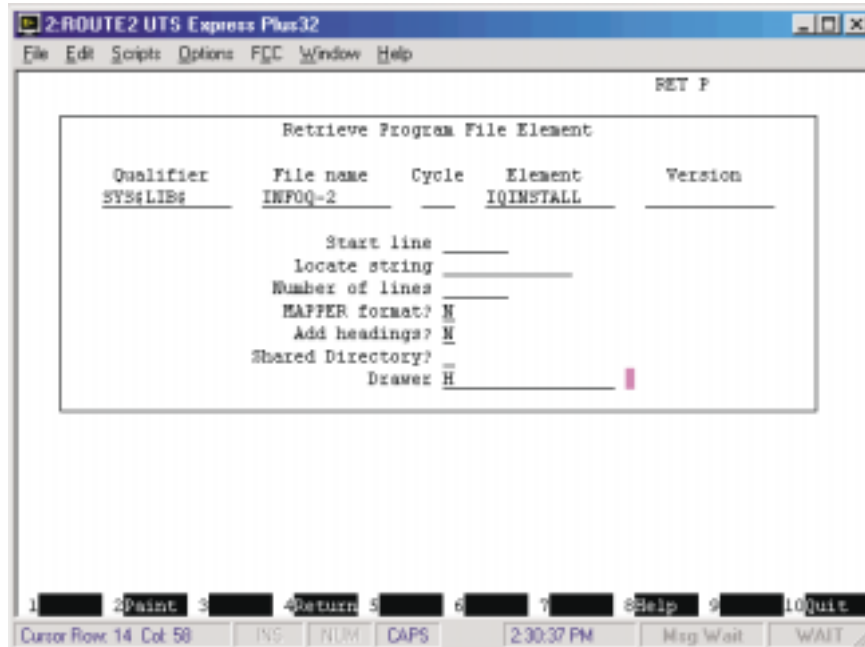 2:ROUTE2 UTS Express Plus32
File Edit Scripts Options FCC Window Help
RET P
Retrieve Program File Element
Qualifier File name Cycle Element Version
SYS$LIB$ INFOQ-2 IQINSTALL
Start line
Locate string
Number of lines
MAPPER format? N
Add headings? N
Shared Directory?
Drawer H
1 2Paint 3 4Return 5 6 7 8Help 9 10Quit
Cursor Row: 14 Col: 58 INS NUM CAPS 2:30:37 PM Msg Wait WAIT